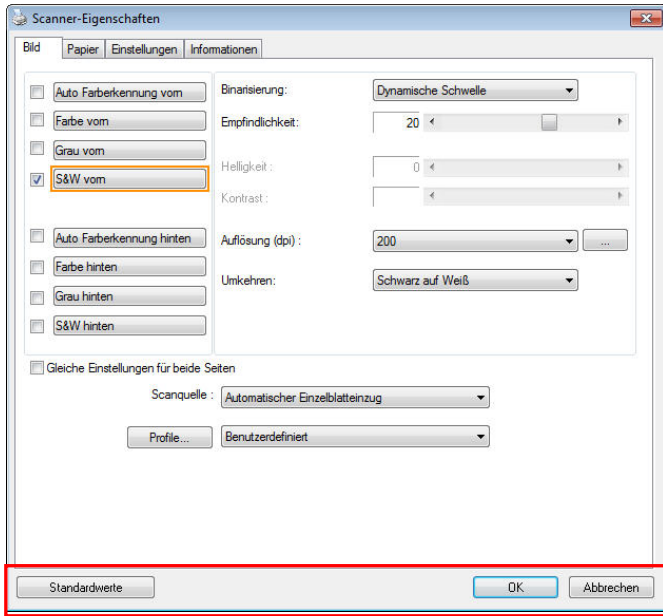 Scanner-Eigenschaften
Bild Papier Einstellungen Informationen
Auto Farberkennung vorn
Farbe vorn
Grau vorn
S&W vorn
Auto Farberkennung hinten
Farbe hinten
Grau hinten
S&W hinten
Binarisierung: Dynamische Schwelle
Empfindlichkeit: 20
Helligkeit : 0
Kontrast :
Auflösung (dpi) : 200 ...
Umkehren: Schwarz auf Weiß
Gleiche Einstellungen für beide Seiten
Scanquelle : Automatischer Einzelblatteinzug
Profile... Benutzerdefiniert
Standardwerte OK Abbrechen